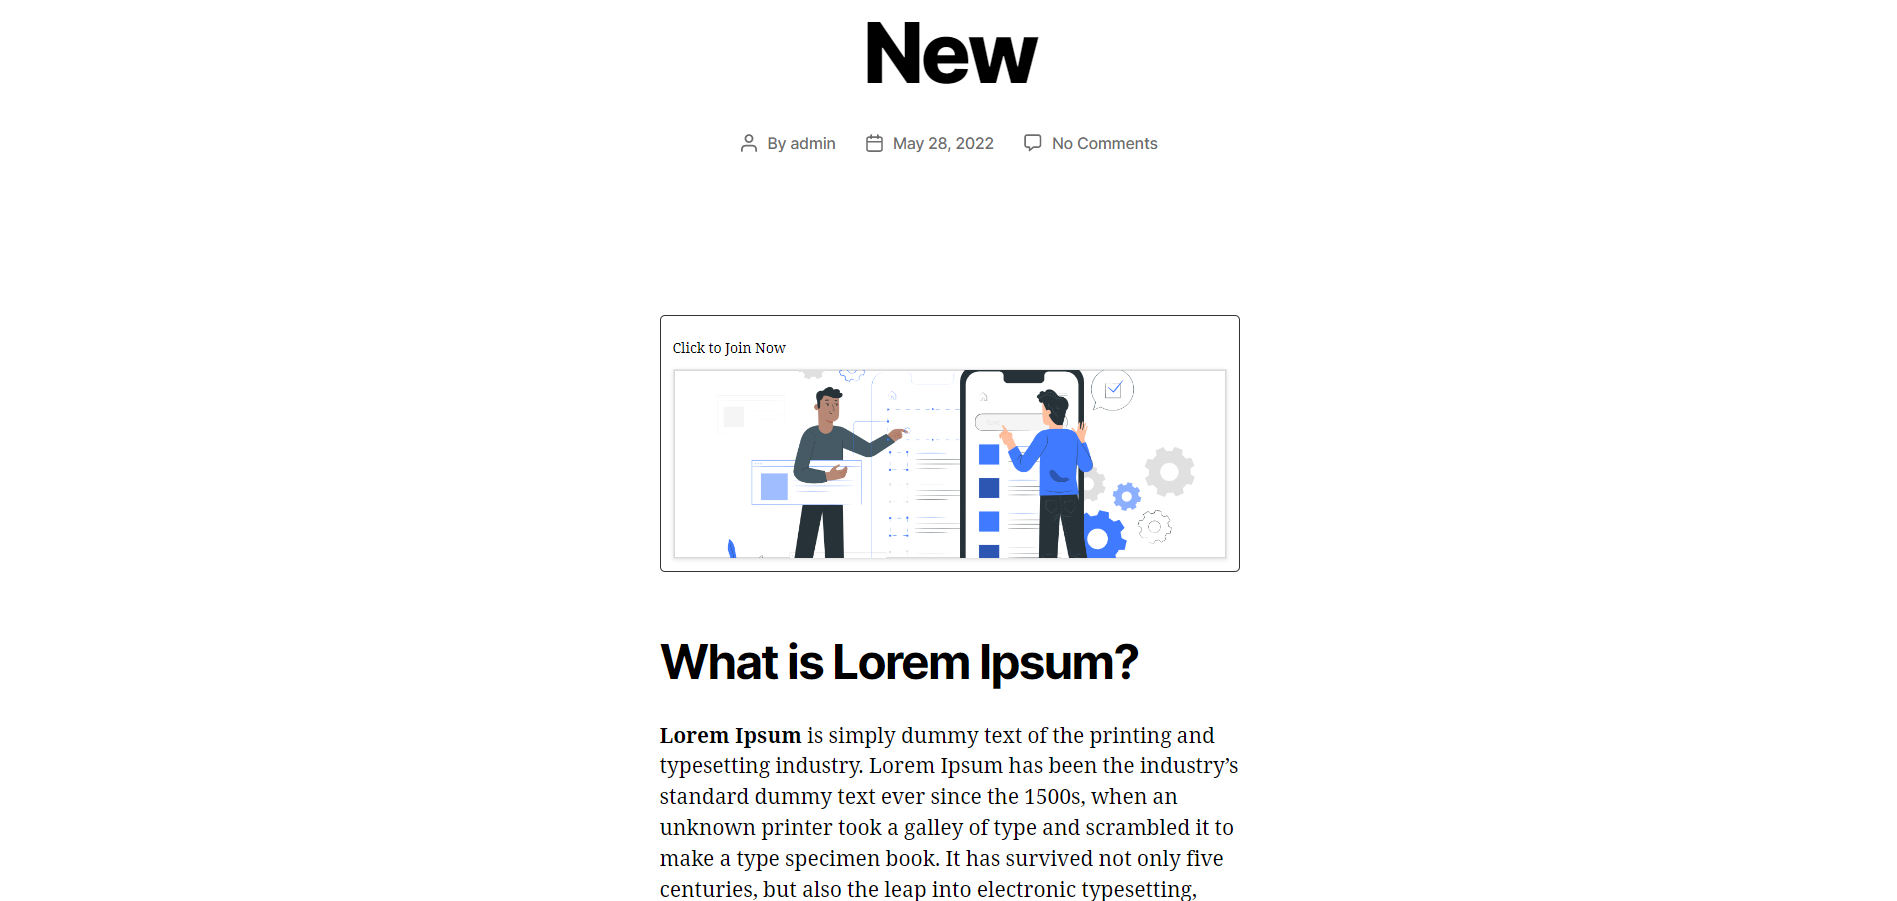 New
By admin May 28, 2022 No Comments
Click to Join Now
What is Lorem Ipsum?
Lorem Ipsum is simply dummy text of the printing and
typesetting industry. Lorem Ipsum has been the industry’s
standard dummy text ever since the 1500s, when an
unknown printer took a galley of type and scrambled it to
make a type specimen book. It has survived not only five
centuries, but also the leap into electronic typesetting,